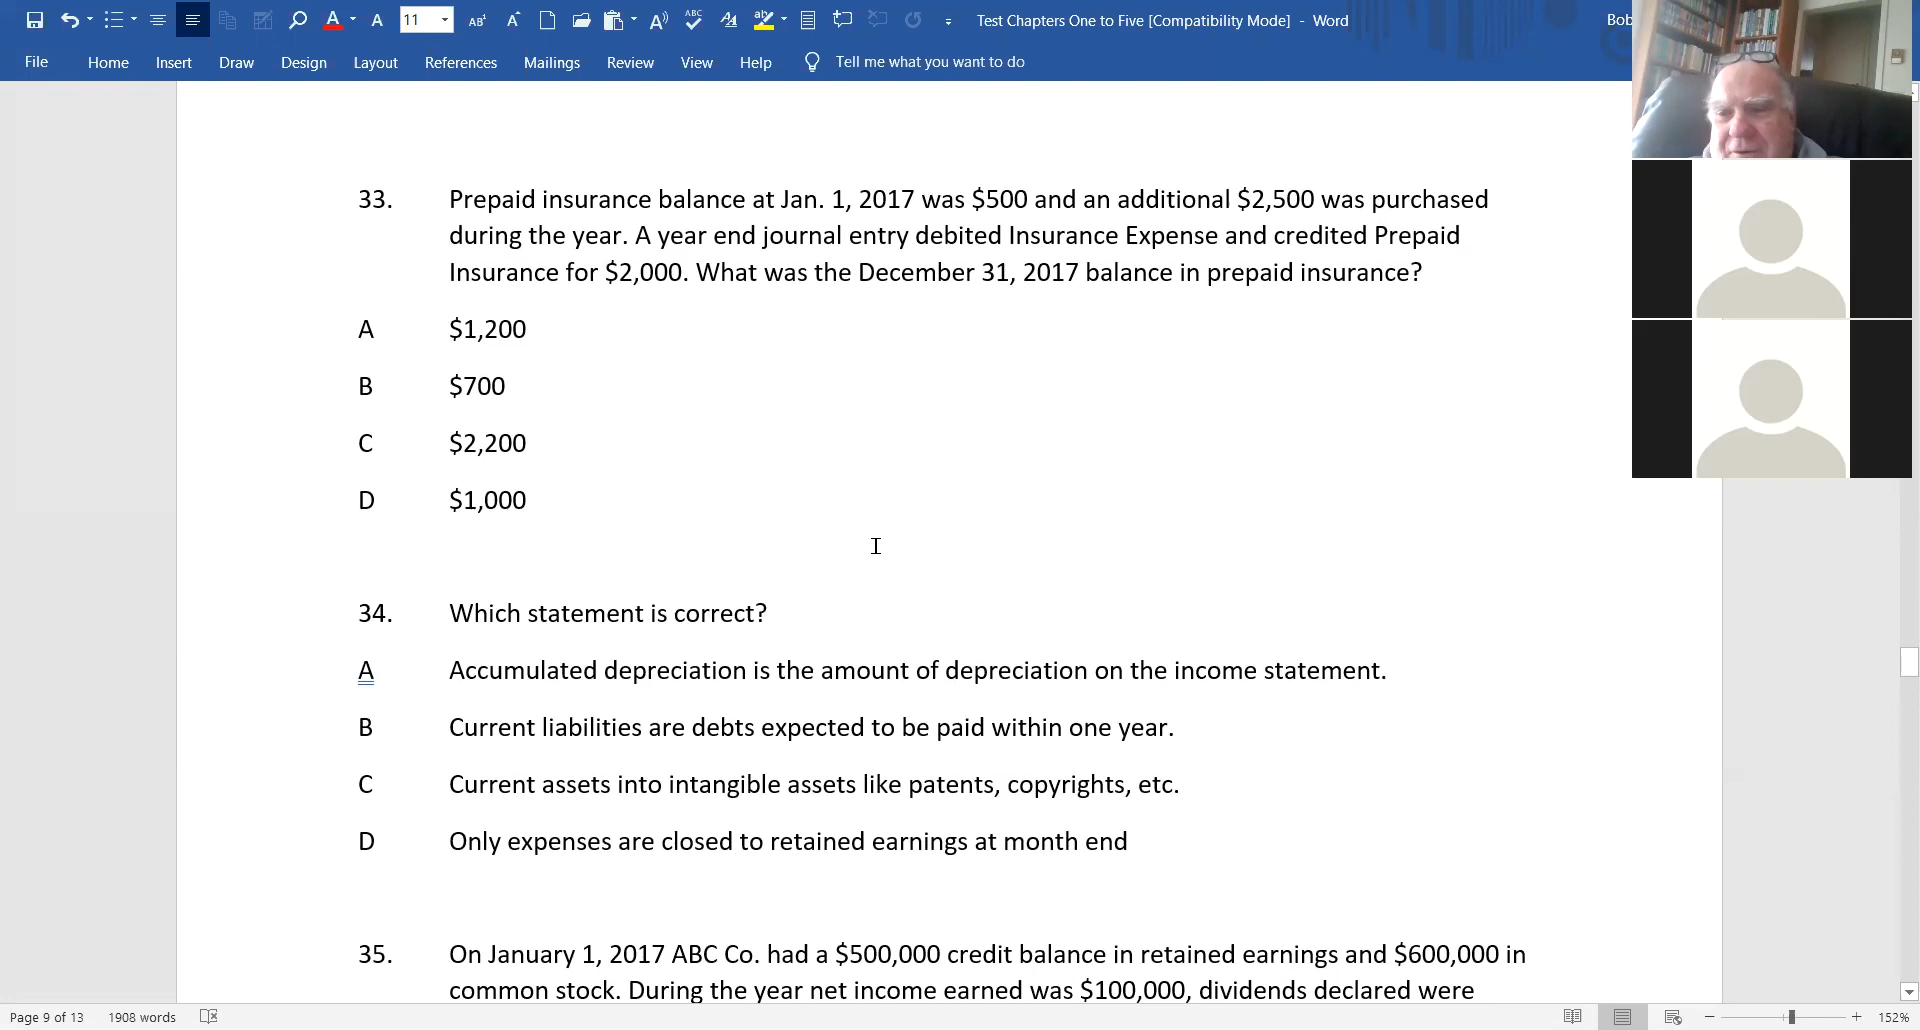 11
Test Chapters One to Five [Compatibility Mode] - Word
Bob
File Home Insert Draw Design Layout References Mailings Review View Help Tell me what you want to do
33. Prepaid insurance balance at Jan. 1, 2017 was $500 and an additional $2,500 was purchased
during the year. A year end journal entry debited Insurance Expense and credited Prepaid
Insurance for $2,000. What was the December 31, 2017 balance in prepaid insurance?
A $1,200
B $700
C $2,200
D $1,000
34. Which statement is correct?
A Accumulated depreciation is the amount of depreciation on the income statement.
B Current liabilities are debts expected to be paid within one year.
C Current assets into intangible assets like patents, copyrights, etc.
D Only expenses are closed to retained earnings at month end
35. On January 1, 2017 ABC Co. had a $500,000 credit balance in retained earnings and $600,000 in
common stock. During the year net income earned was $100,000, dividends declared were
Page 9 of 13 1908 words 152%